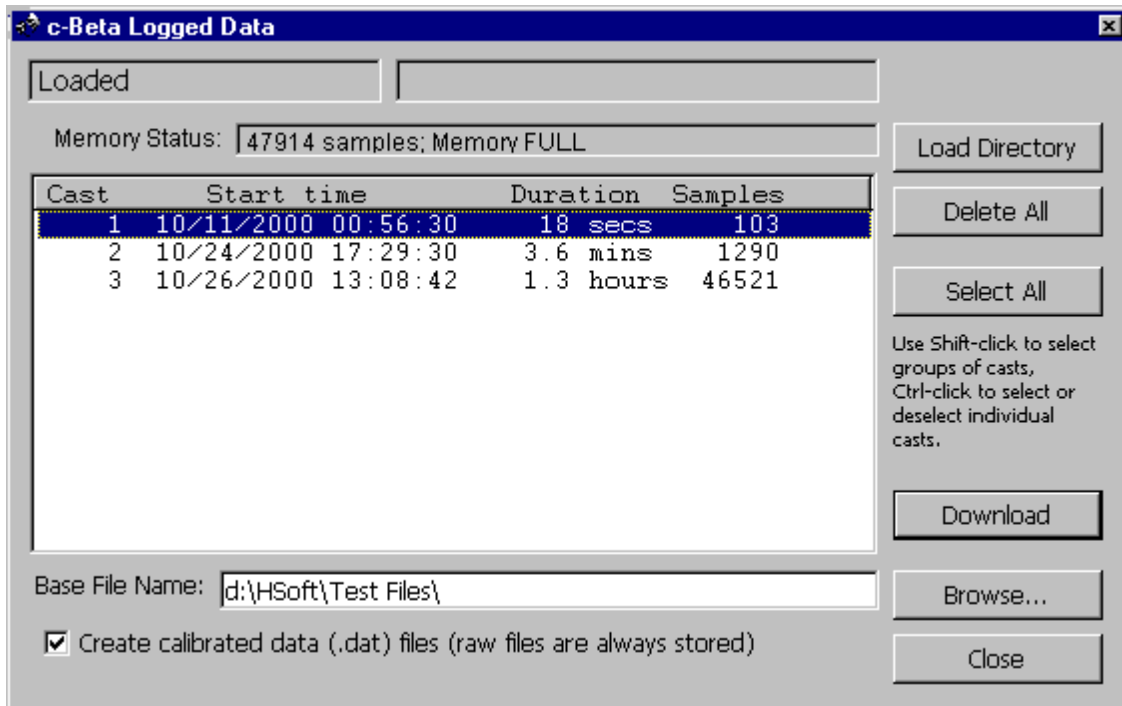 c-Beta Logged Data
Loaded
Memory Status: 47914 samples; Memory FULL
Load Directory
Cast Start time Duration Samples
1 10/11/2000 00:56:30 18 secs 103
2 10/24/2000 17:29:30 3.6 mins 1290
3 10/26/2000 13:08:42 1.3 hours 46521
Delete All
Select All
Use Shift-click to select
groups of casts,
Ctrl-click to select or
deselect individual
casts.
Download
Base File Name: d:\HSoft\Test Files\
Browse...
Create calibrated data (.dat) files (raw files are always stored)
Close